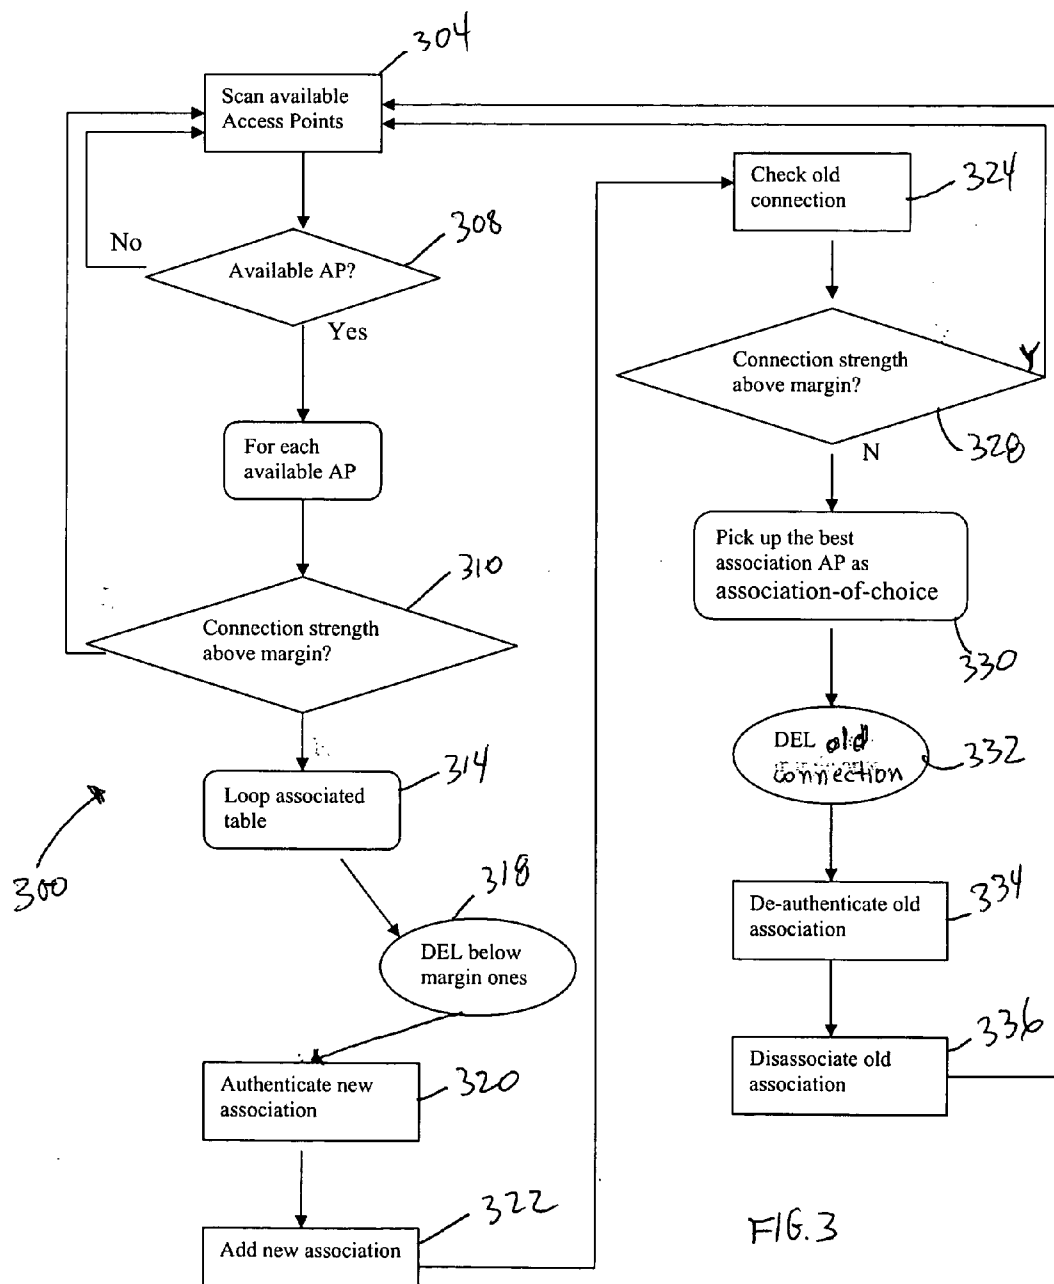 304
Scan available
Access Points
308
No
Available AP?
Yes
For each
available AP
310
Connection strength
above margin?
314
Loop associated
table
300
318
DEL below
margin ones
320
Authenticate new
association
322
Add new association
324
Check old
connection
Connection strength
above margin?
Y
328
N
Pick up the best
association AP as
association-of-choice
330
DEL old
connection
332
334
De-authenticate old
association
336
Disassociate old
association
FIG. 3